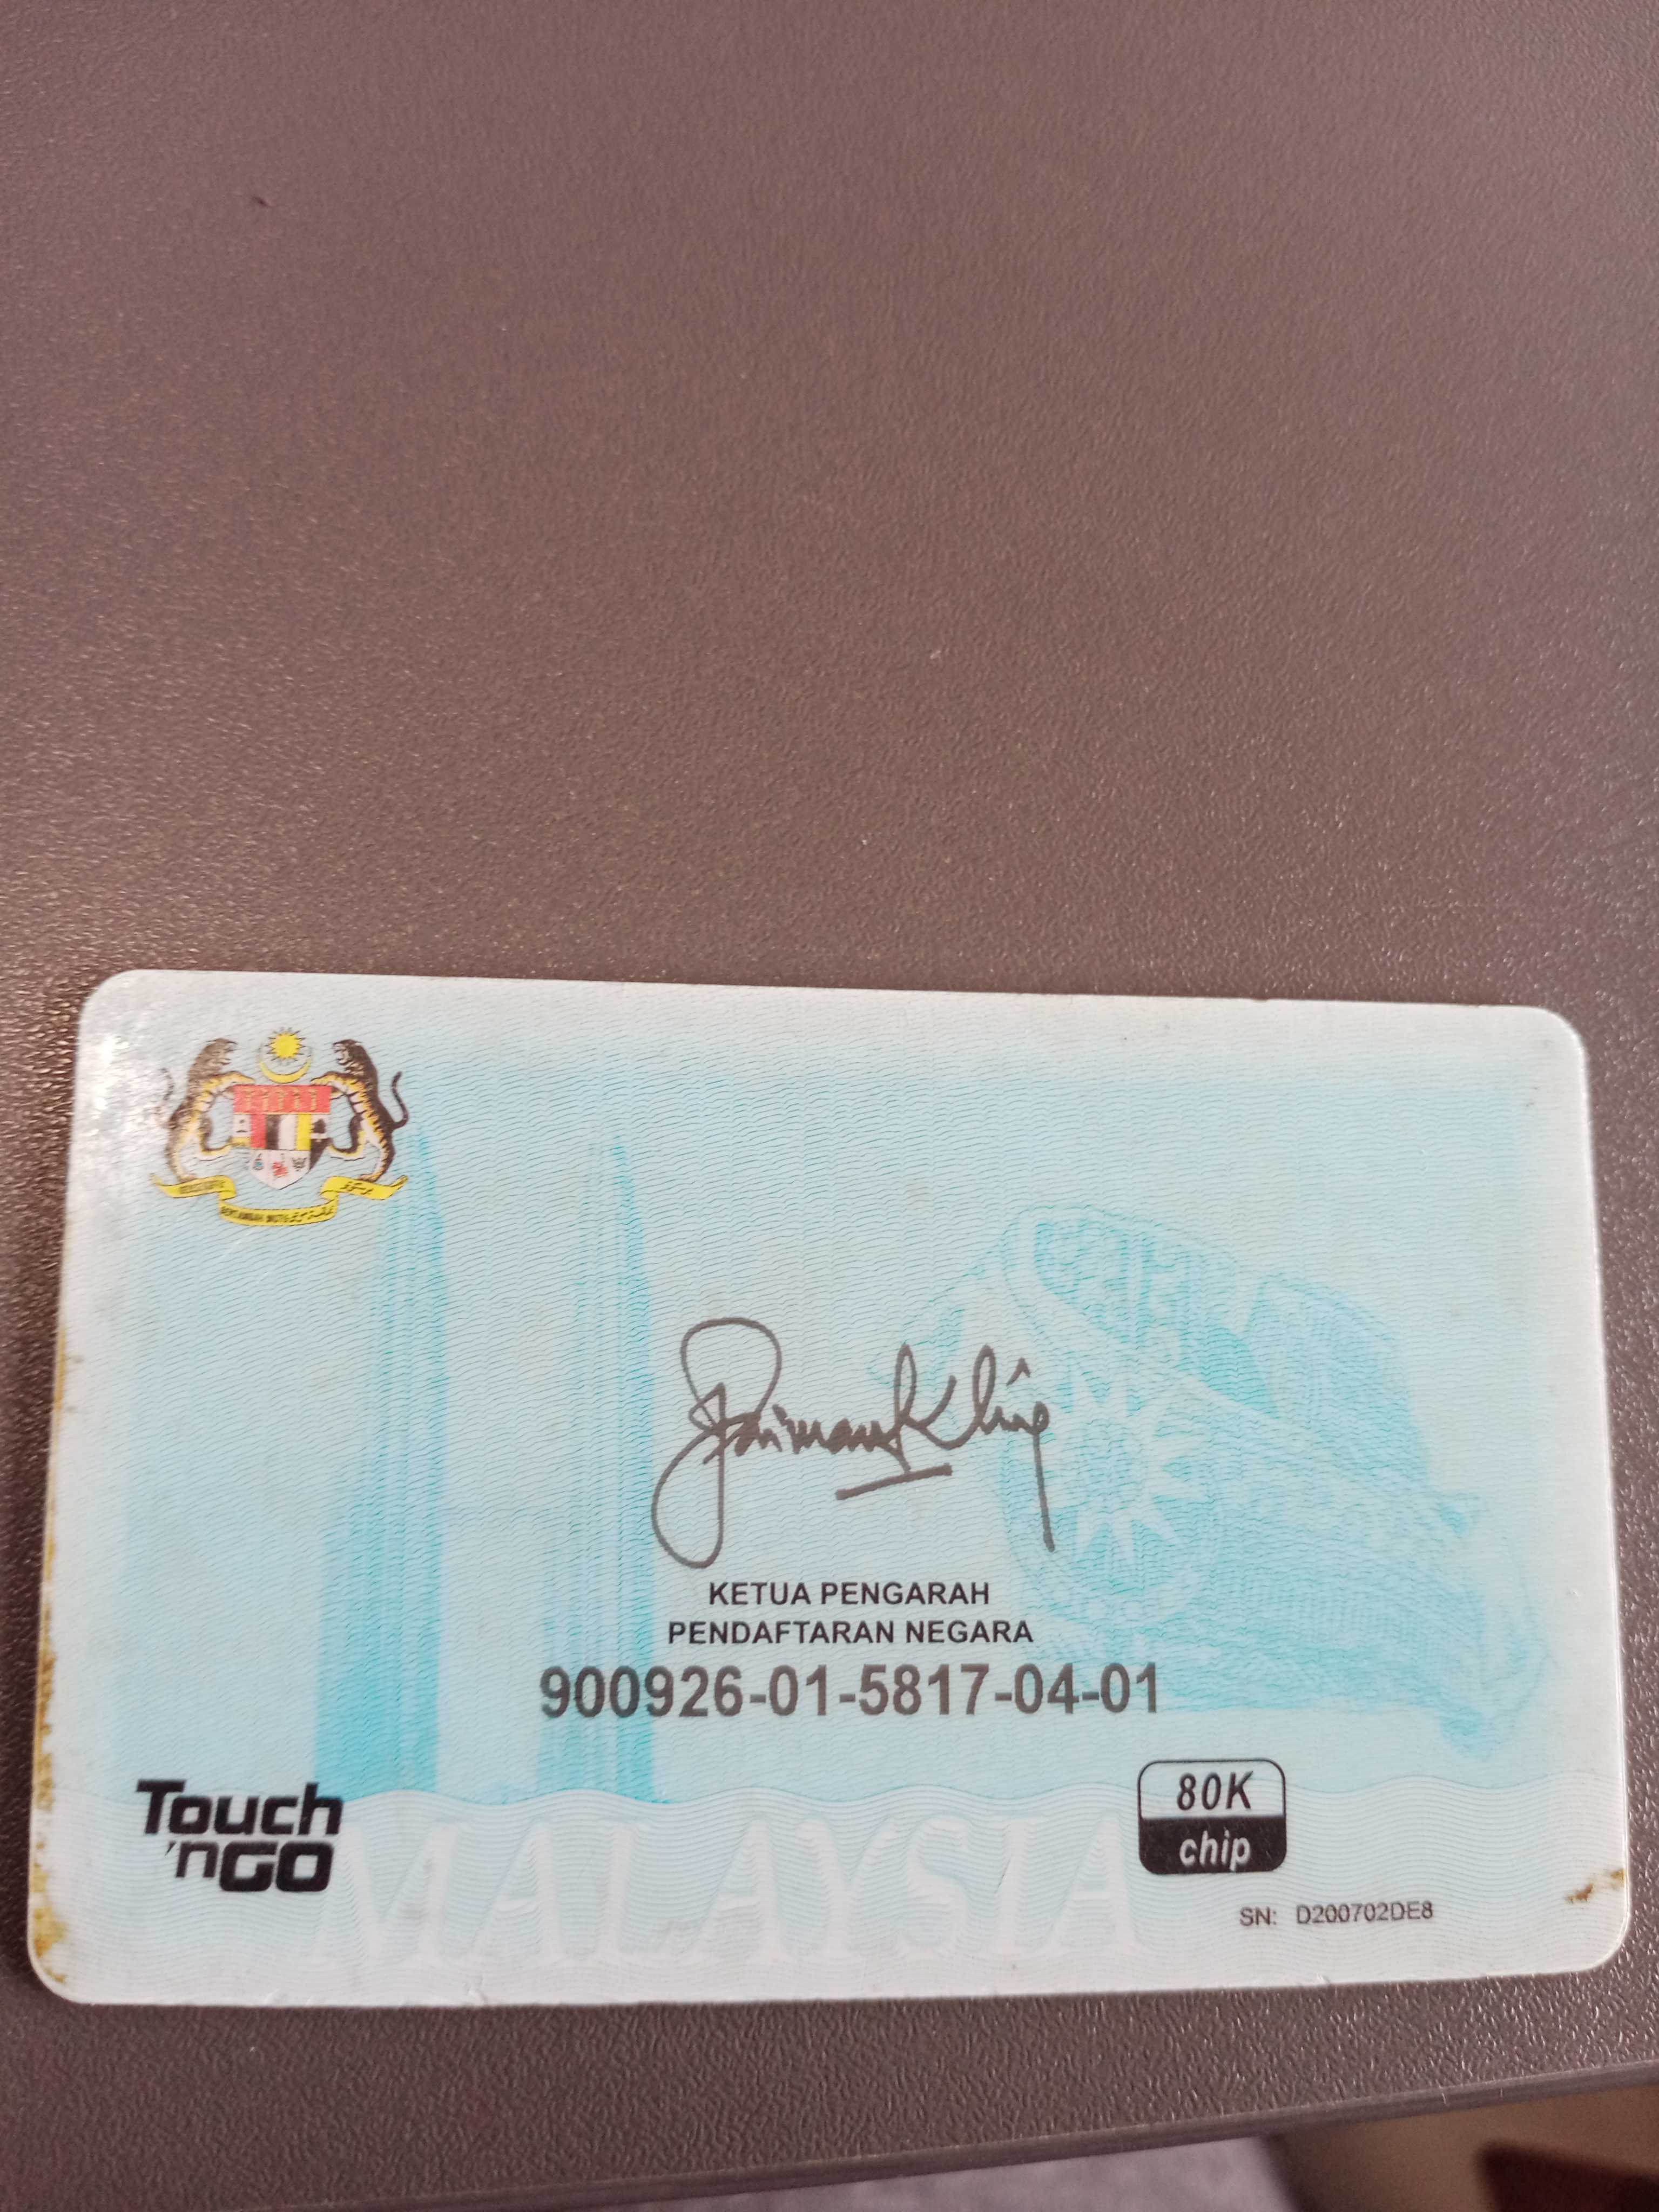 KETUA PENGARAH
PENDAFTARAN NEGARA
900926-01-5817-04-01
Touch
'nGO
80K
chip
MALAYSIA
SN: D200702DE8